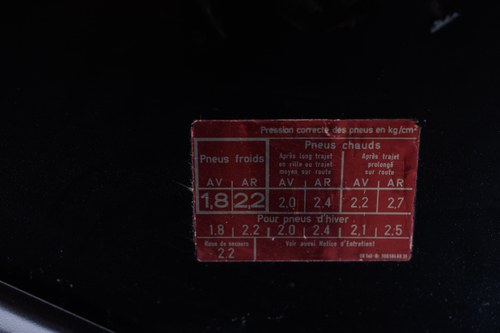 Pression correcte des pneus en kg/cm²
Pneus froids
Pneus chauds
Après long trajet
en ville ou trajet
moyen sur route
Après trajet
prolongé
sur route
AV AR AV AR AV AR
1,8 2,2 2,0 2,4 2,2 2,7
Pour pneus d'hiver
1,8 2,2 2,0 2,4 2,1 2,5
Roue de secours
2,2
Voir aussi Notice d'Entretien!